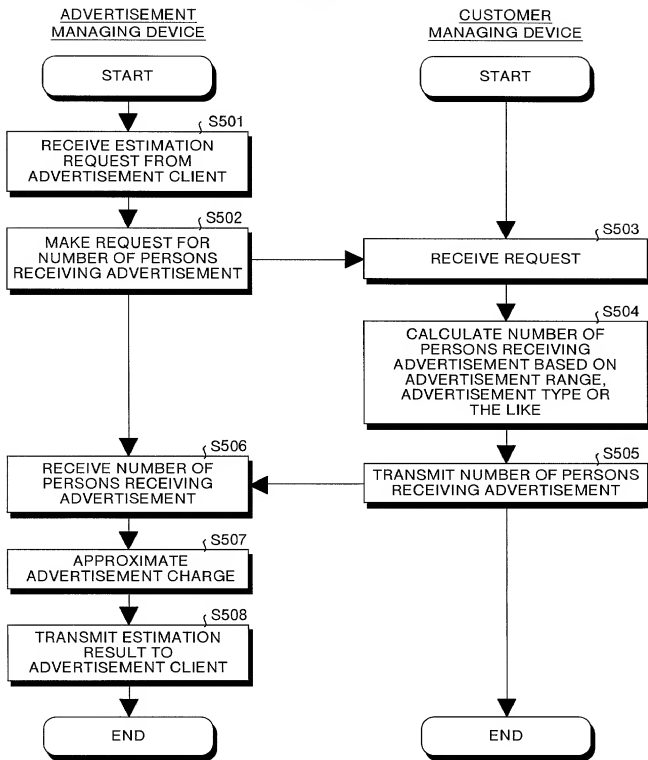 ADVERTISEMENT
MANAGING DEVICE
CUSTOMER
MANAGING DEVICE
START
START
S501
RECEIVE ESTIMATION
REQUEST FROM
ADVERTISEMENT CLIENT
S502
MAKE REQUEST FOR
NUMBER OF PERSONS
RECEIVING ADVERTISEMENT
S503
RECEIVE REQUEST
S504
CALCULATE NUMBER OF
PERSONS RECEIVING
ADVERTISEMENT BASED ON
ADVERTISEMENT RANGE,
ADVERTISEMENT TYPE OR
THE LIKE
S505
TRANSMIT NUMBER OF PERSONS
RECEIVING ADVERTISEMENT
S506
RECEIVE NUMBER OF
PERSONS RECEIVING
ADVERTISEMENT
S507
APPROXIMATE
ADVERTISEMENT CHARGE
S508
TRANSMIT ESTIMATION
RESULT TO
ADVERTISEMENT CLIENT
END
END